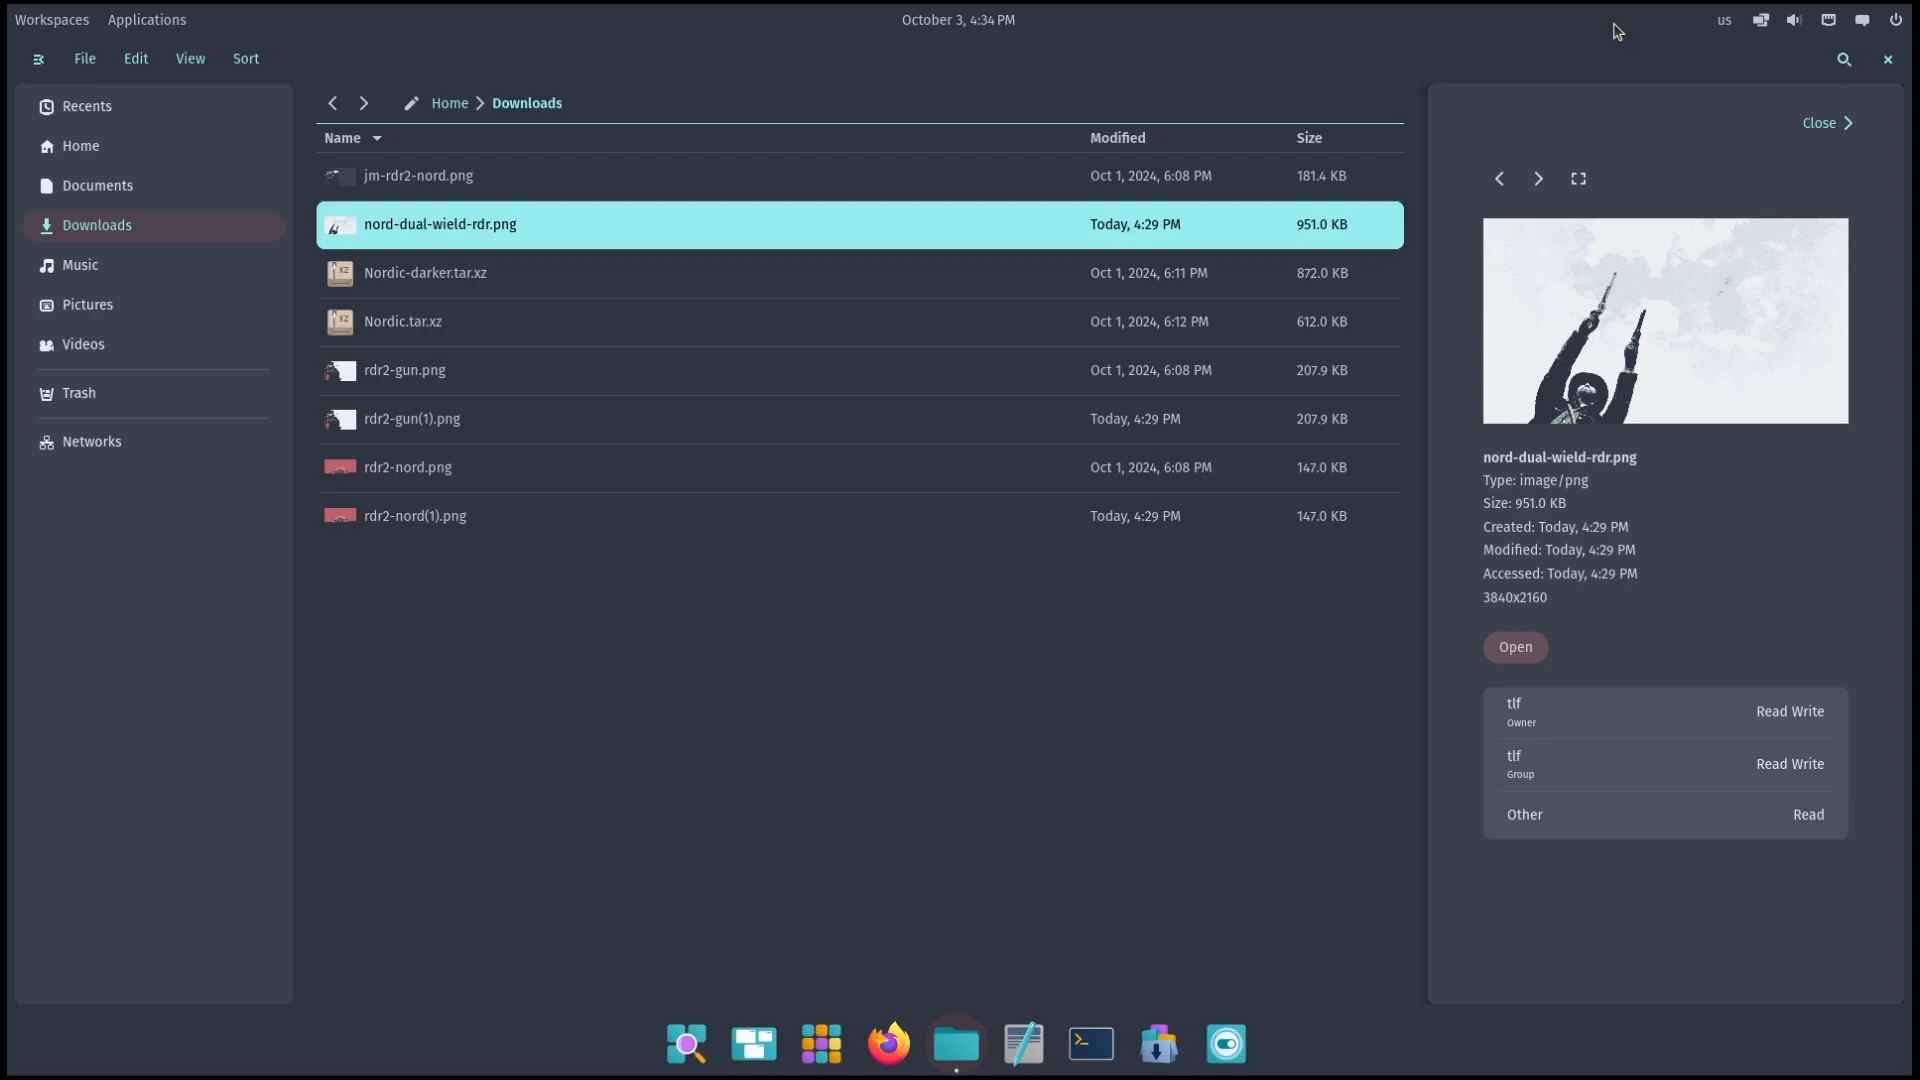 Workspaces Applications October 3, 4:34 PM us
File Edit View Sort
Recents
Home
Documents
Downloads
Music
Pictures
Videos
Trash
Networks
Home Downloads
Name Modified Size
jm-rdr2-nord.png Oct 1, 2024, 6:08 PM 181.4 KB
nord-dual-wield-rdr.png Today, 4:29 PM 951.0 KB
Nordic-darker.tar.xz Oct 1, 2024, 6:11 PM 872.0 KB
Nordic.tar.xz Oct 1, 2024, 6:12 PM 612.0 KB
rdr2-gun.png Oct 1, 2024, 6:08 PM 207.9 KB
rdr2-gun(1).png Today, 4:29 PM 207.9 KB
rdr2-nord.png Oct 1, 2024, 6:08 PM 147.0 KB
rdr2-nord(1).png Today, 4:29 PM 147.0 KB
Close
nord-dual-wield-rdr.png
Type: image/png
Size: 951.0 KB
Created: Today, 4:29 PM
Modified: Today, 4:29 PM
Accessed: Today, 4:29 PM
3840x2160
Open
tlf
Owner
Read Write
tlf
Group
Read Write
Other Read